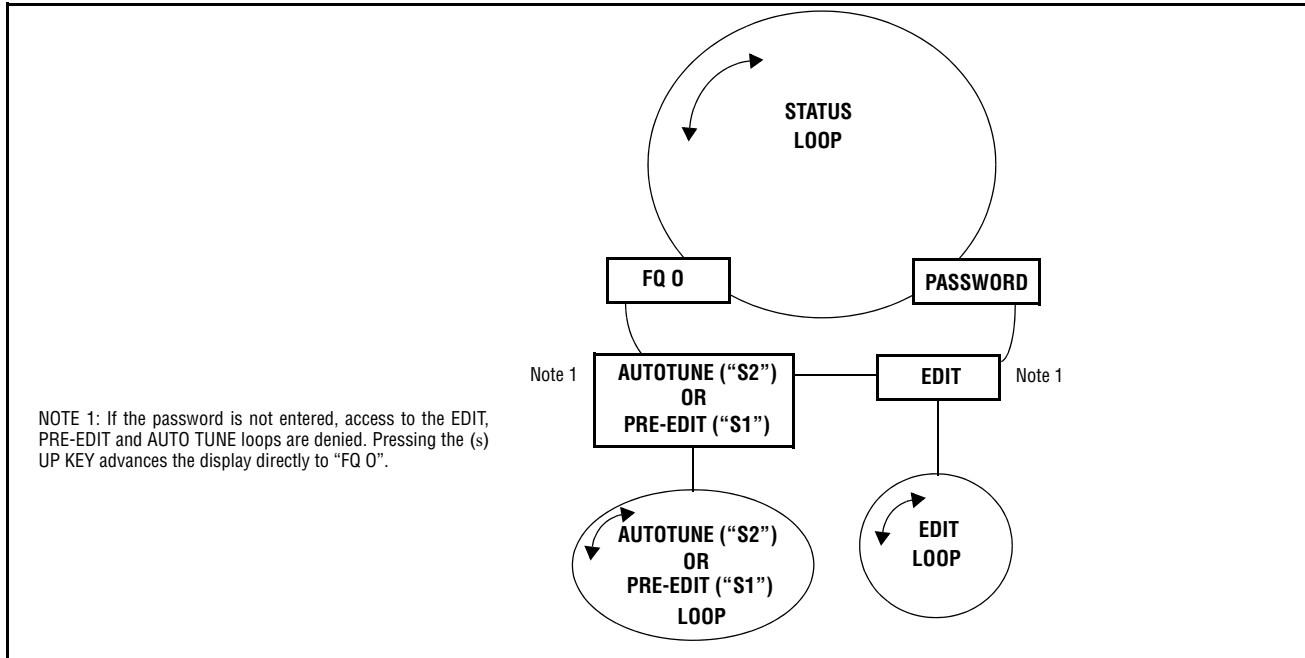 STATUS
LOOP
FQ O
PASSWORD
Note 1
AUTOTUNE (“S2”)
OR
PRE-EDIT (“S1”)
EDIT
Note 1
NOTE 1: If the password is not entered, access to the EDIT,
PRE-EDIT and AUTO TUNE loops are denied. Pressing the (s)
UP KEY advances the display directly to “FQ O”.
AUTOTUNE (“S2”)
OR
PRE-EDIT (“S1”)
LOOP
EDIT
LOOP